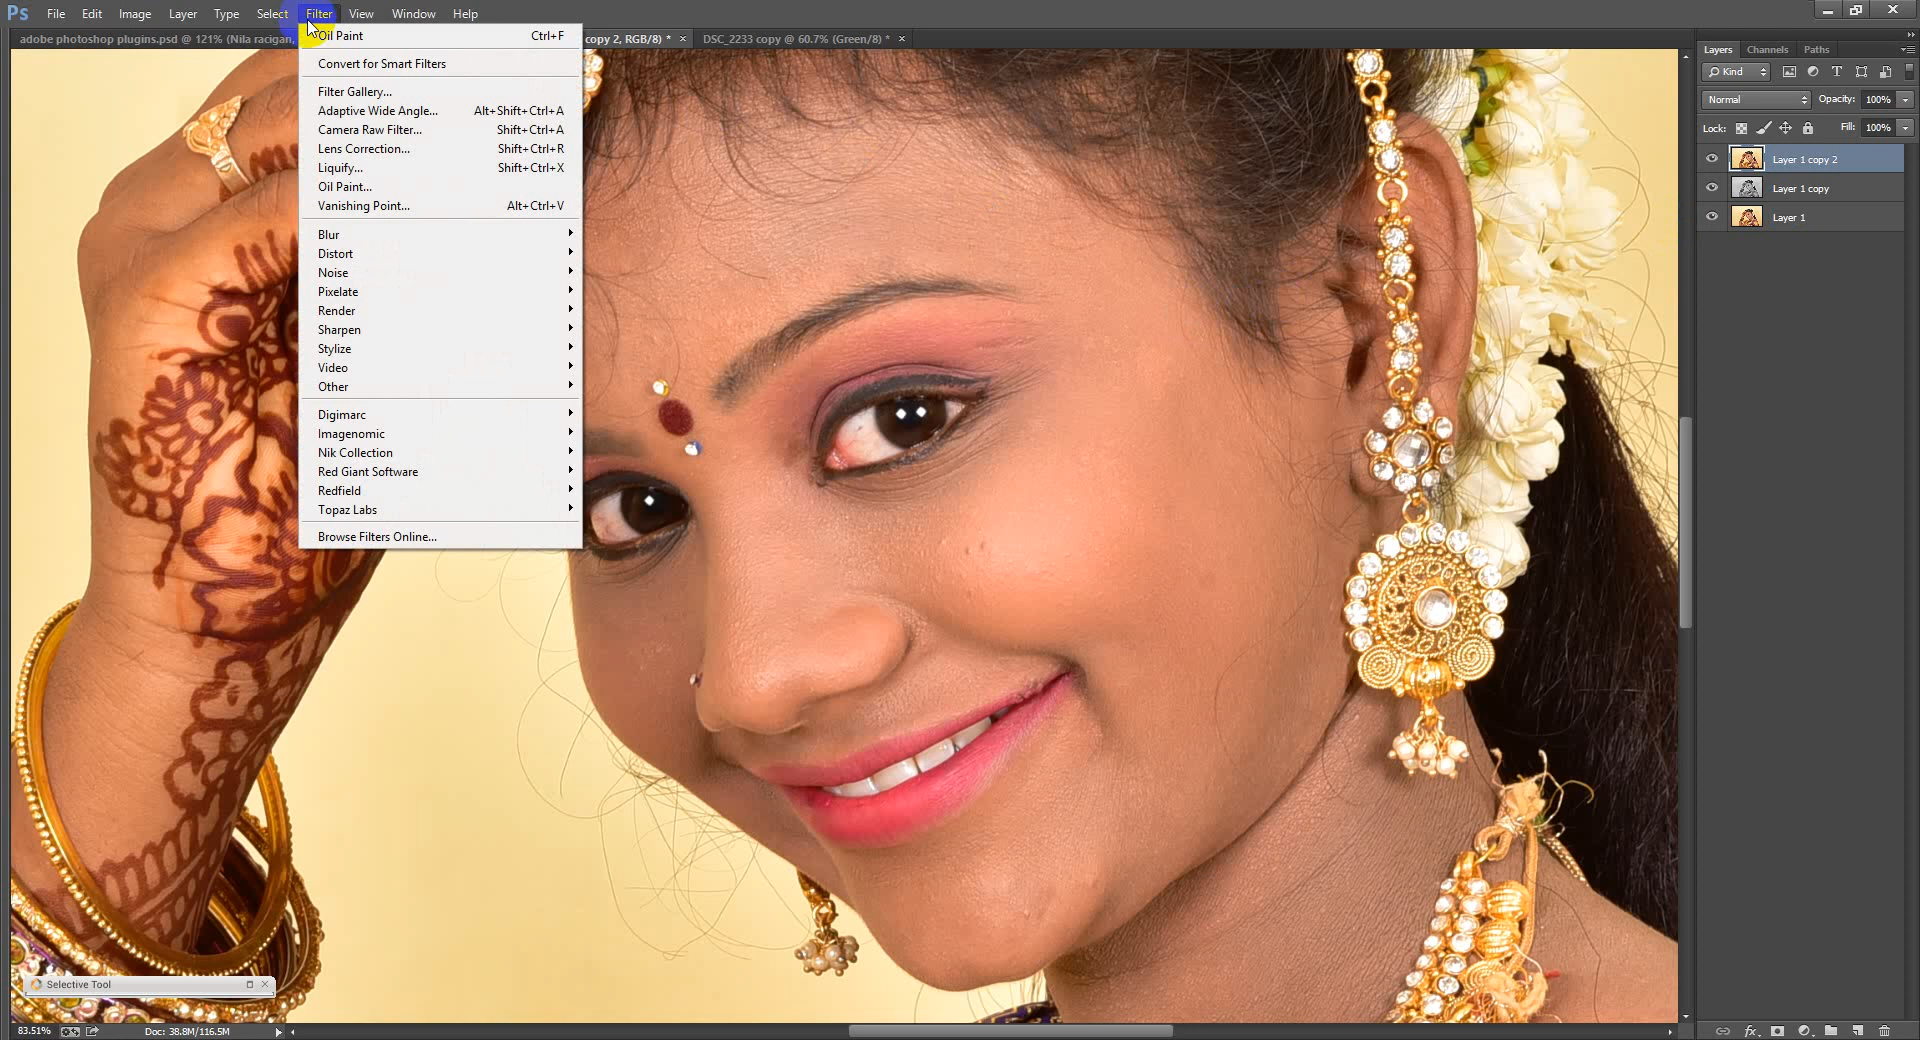 Ps File Edit Image Layer Type Select Filter View Window Help
adobe photoshop plugins.psd @ 121% (Nila racigan, copy 2, RGB/8) * × DSC_2233 copy @ 60.7% (Green/8) * ×
Oil Paint Ctrl+F
Convert for Smart Filters
Filter Gallery...
Adaptive Wide Angle... Alt+Shift+Ctrl+A
Camera Raw Filter... Shift+Ctrl+A
Lens Correction... Shift+Ctrl+R
Liquify... Shift+Ctrl+X
Oil Paint...
Vanishing Point... Alt+Ctrl+V
Blur
Distort
Noise
Pixelate
Render
Sharpen
Stylize
Video
Other
Digimarc
Imagenomic
Nik Collection
Red Giant Software
Redfield
Topaz Labs
Browse Filters Online...
Layers Channels Paths
Kind
Normal Opacity: 100%
Lock: Fill: 100%
Layer 1 copy 2
Layer 1 copy
Layer 1
Selective Tool
83.51% Doc: 38.8M/116.5M
fx